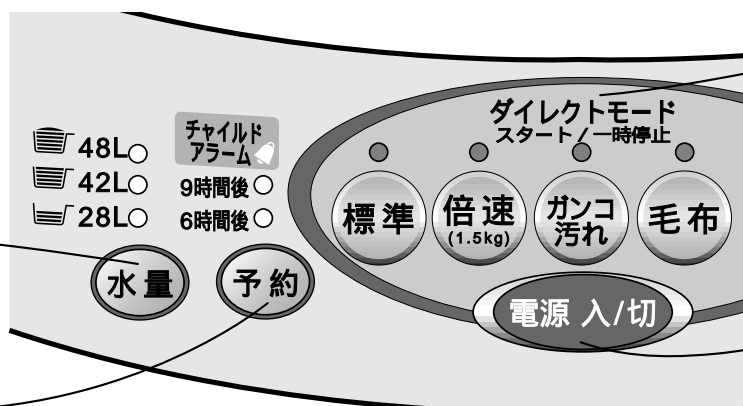 ダイレクトモード
スタート/一時停止
チャイルド
アラーム
48L
42L
28L
9時間後
6時間後
標準
倍速
(1.5kg)
ガンコ
汚れ
毛布
水量
予約
電源 入/切